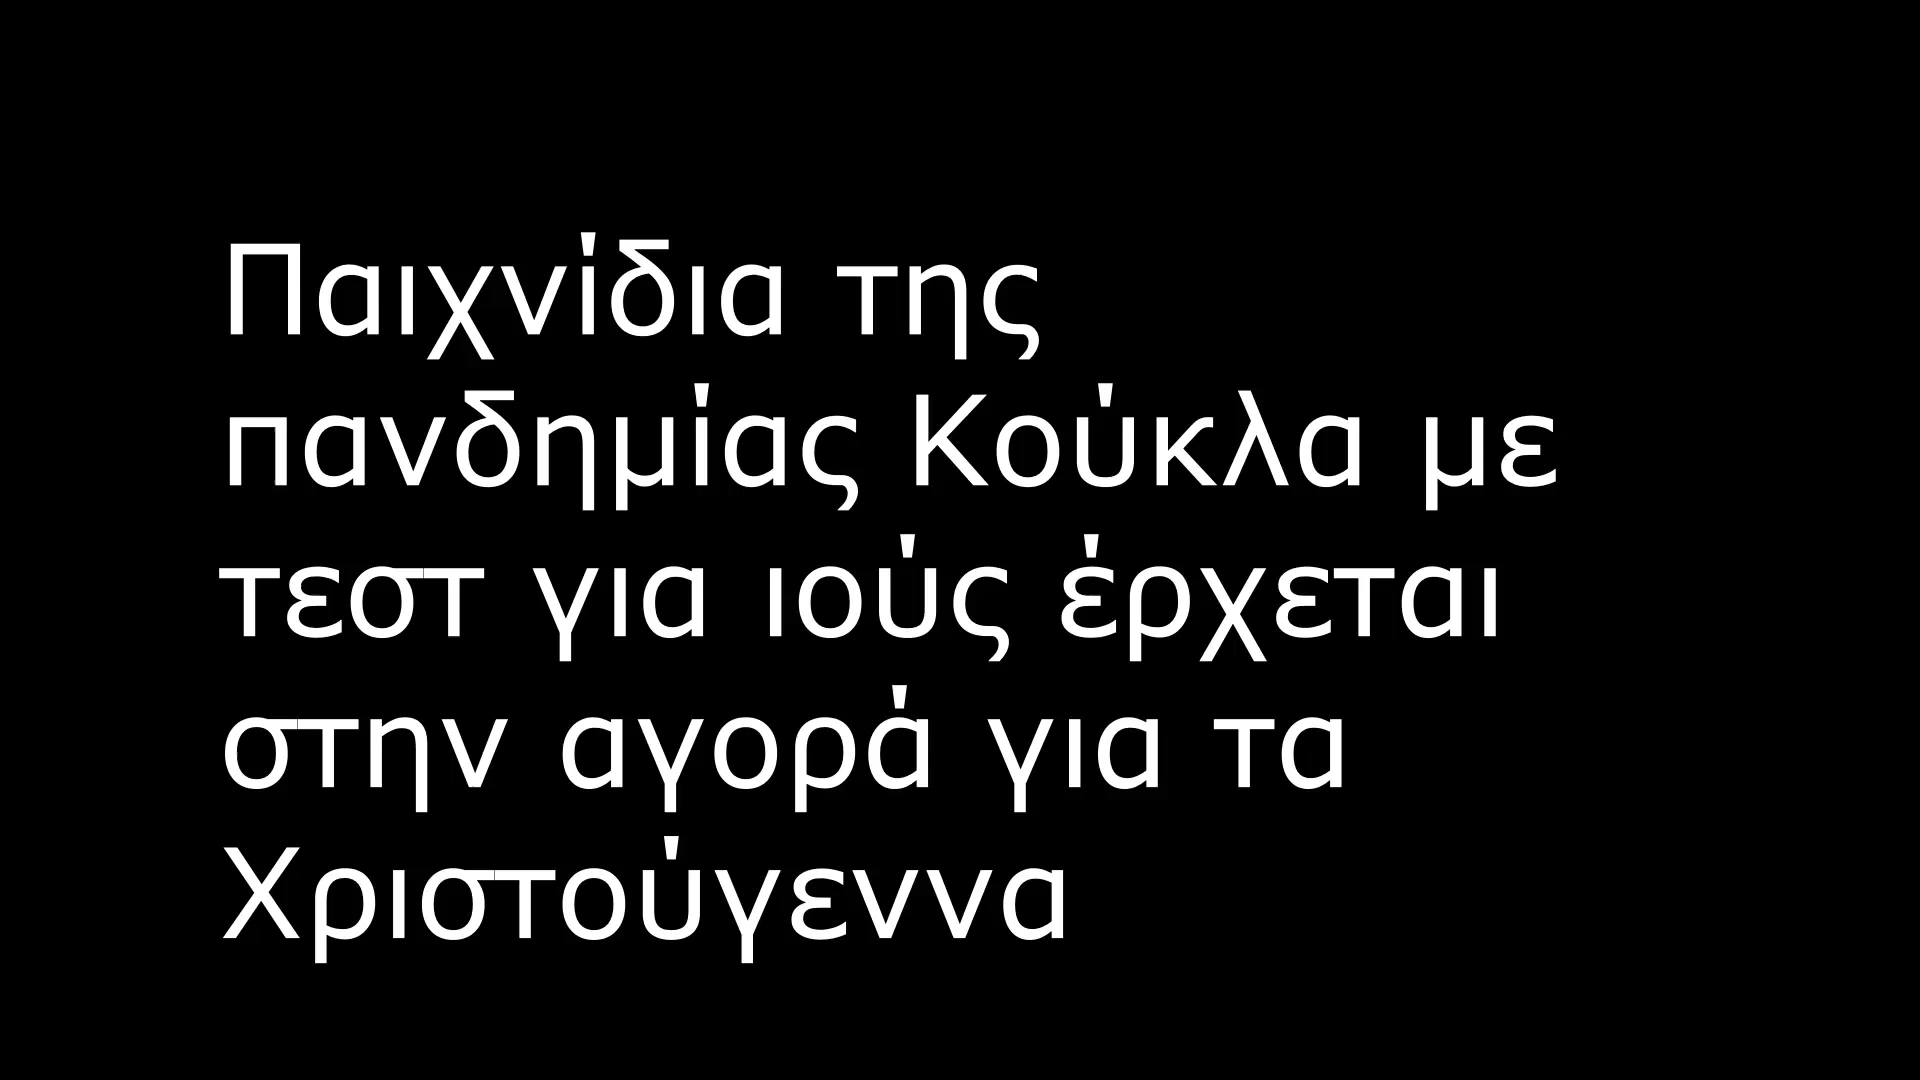 Παιχνίδια της
πανδημίας Κούκλα με
τεστ για ιούς έρχεται
στην αγορά για τα
Χριστούγεννα